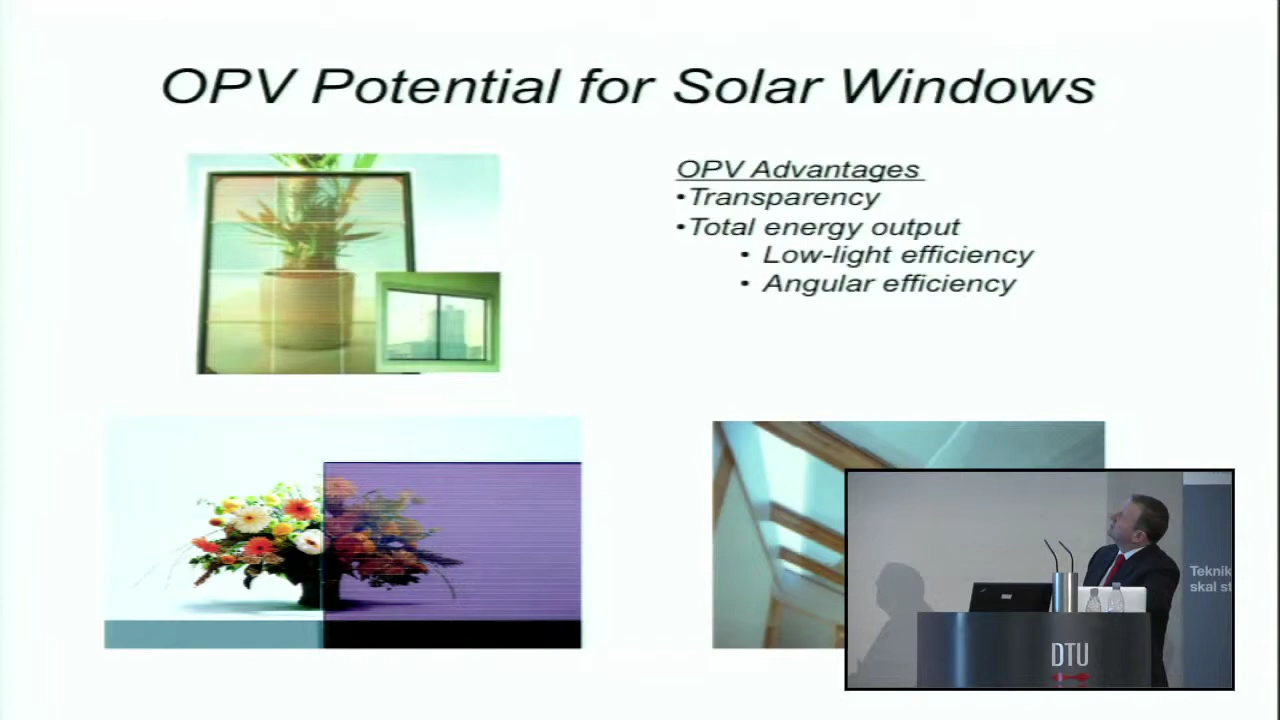 OPV Potential for Solar Windows
OPV Advantages
•Transparency
•Total energy output
• Low-light efficiency
• Angular efficiency
Teknik
skal
DTU